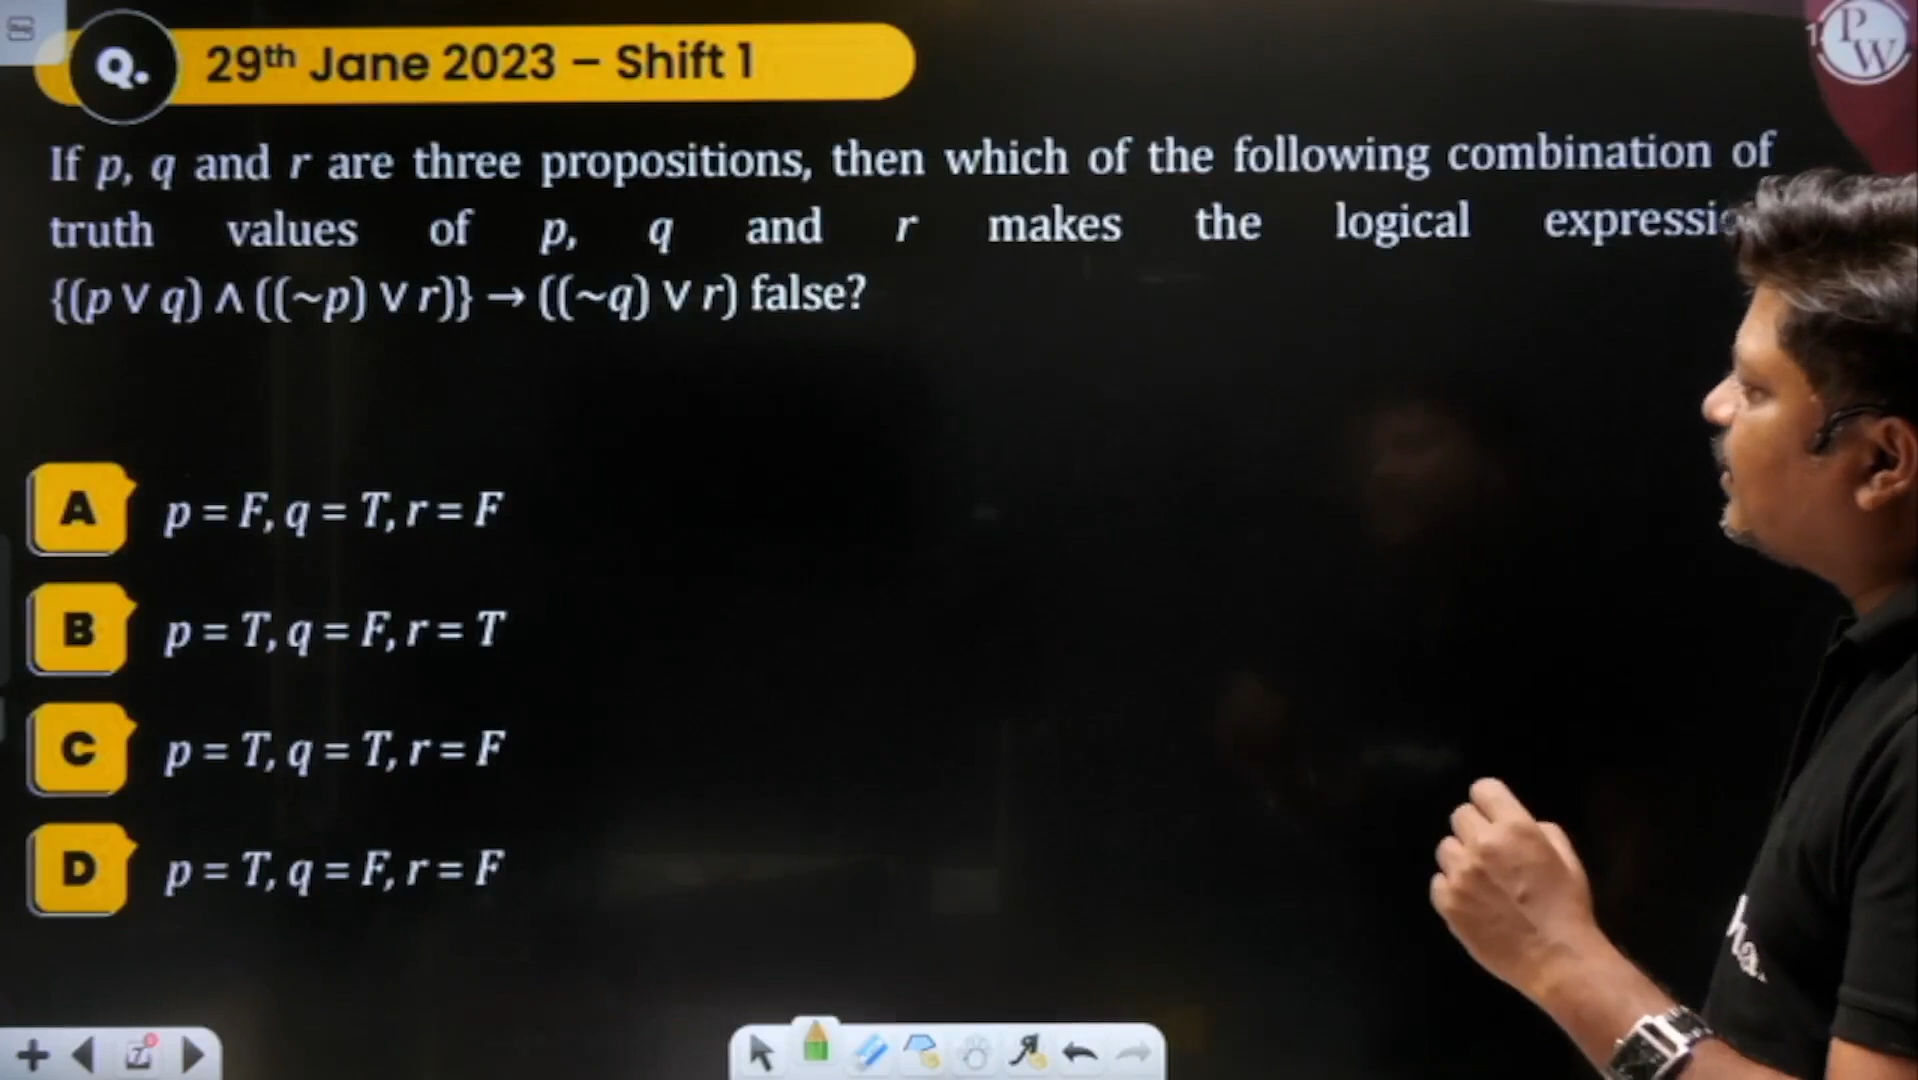 Q. 29th Jane 2023 – Shift 1
PW
If p, q and r are three propositions, then which of the following combination of
truth values of p, q and r makes the logical
{(p ∨ q) ∧ ((~p) ∨ r)} → ((~q) ∨ r) false?
A p = F, q = T, r = F
B p = T, q = F, r = T
C p = T, q = T, r = F
D p = T, q = F, r = F